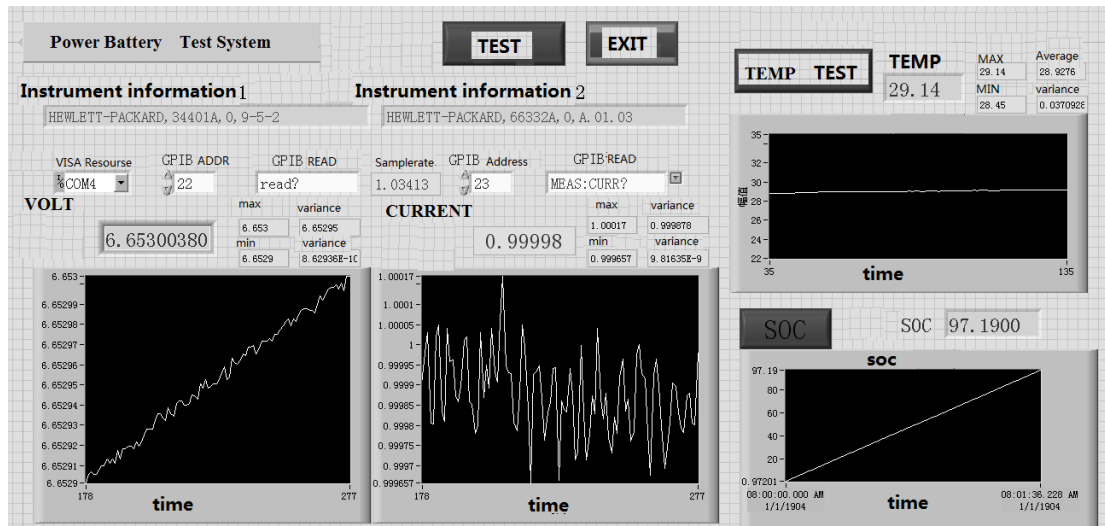 Power Battery Test System
TEST
EXIT
Instrument information 1
Instrument information 2
HEWLETT-PACKARD,34401A,0,9-5-2
HEWLETT-PACKARD,66332A,0,A.01.03
VISA Resourse
GPIB ADDR
GPIB READ
Samplerate
GPIB Address
GPIB READ
COM4
22
read?
1.03413
23
MEAS:CURR?
VOLT
max
variance
6.65300380
6.653
6.65295
min
variance
6.6529
8.62936E-10
CURRENT
max
variance
0.99998
1.00017
0.999878
min
variance
0.999657
9.81635E-9
6.653
6.65299
6.65298
6.65297
6.65296
6.65295
6.65294
6.65293
6.65292
6.65291
6.6529
178
277
time
1.00017
1.0001
1.00005
1
0.99995
0.9999
0.99985
0.9998
0.99975
0.9997
0.999657
178
277
time
TEMP TEST
TEMP
29.14
MAX
Average
29.14
28.9276
MIN
variance
28.45
0.0370928
幅值
35
32
30
28
26
24
22
35
135
time
SOC
SOC
97.1900
soc
97.19
80
60
40
20
0.97201
08:00:00.000 AM
1/1/1904
08:01:36.228 AM
1/1/1904
time